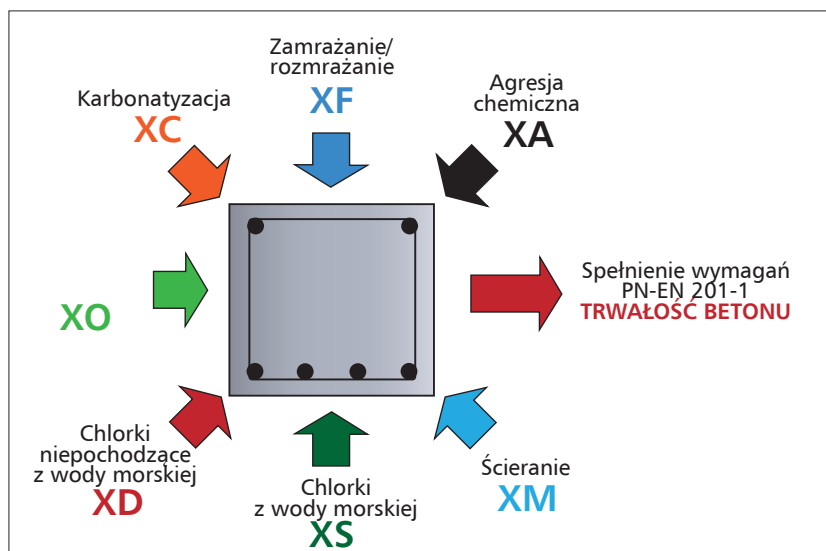 Zamrażanie/
rozmrażanie
XF
Karbonatyzacja
XC
Agresja
chemiczna
XA
XO
Spełnienie wymagań
PN-EN 201-1
TRWAŁOŚĆ BETONU
Chlorki
niepochodzące
z wody morskiej
XD
Chlorki
z wody morskiej
XS
Ścieranie
XM